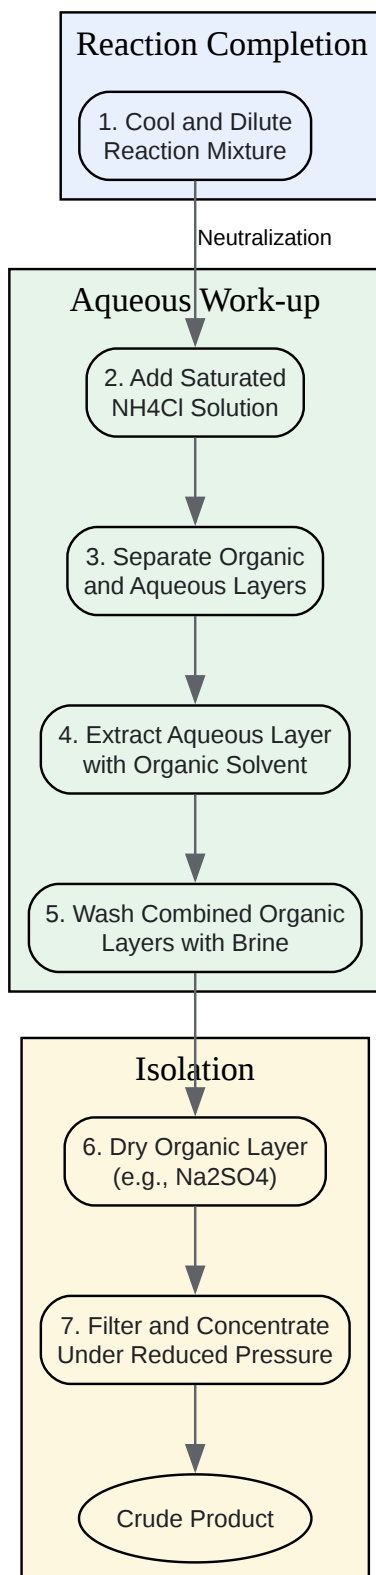 Reaction Completion
1. Cool and Dilute
Reaction Mixture
Neutralization
Aqueous Work-up
2. Add Saturated
NH4Cl Solution
3. Separate Organic
and Aqueous Layers
4. Extract Aqueous Layer
with Organic Solvent
5. Wash Combined Organic
Layers with Brine
Isolation
6. Dry Organic Layer
(e.g., Na2SO4)
7. Filter and Concentrate
Under Reduced Pressure
Crude Product